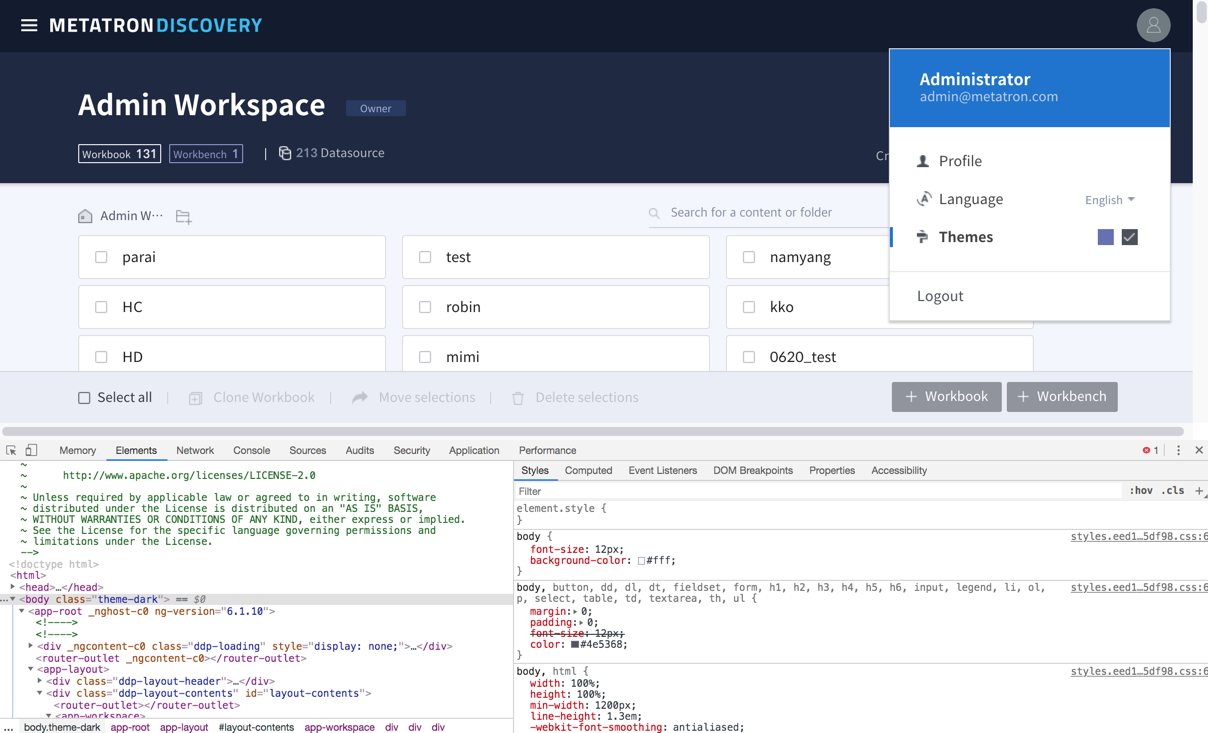 METATRONDISCOVERY
Administrator
admin@metatron.com
Admin Workspace
Owner
Workbook 131
Workbench 1
213 Datasource
Cr
Profile
Language
English
Themes
Logout
Admin W···
Search for a content or folder
parai
test
namyang
HC
robin
kko
HD
mimi
0620_test
Select all
Clone Workbook
Move selections
Delete selections
+ Workbook
+ Workbench
Memory Elements Network Console Sources Audits Security Application Performance
1
~
~ http://www.apache.org/licenses/LICENSE-2.0
~
~ Unless required by applicable law or agreed to in writing, software
~ distributed under the License is distributed on an "AS IS" BASIS,
~ WITHOUT WARRANTIES OR CONDITIONS OF ANY KIND, either express or implied.
~ See the License for the specific language governing permissions and
~ limitations under the License.
-->
<!doctype html>
<html>
<head>…</head>
…<body class="theme-dark"> == $0
<app-root _nghost-c0 ng-version="6.1.10">
<!---->
<!---->
<div _ngcontent-c0 class="ddp-loading" style="display: none;">…</div>
<router-outlet _ngcontent-c0></router-outlet>
<app-layout>
<div class="ddp-layout-header">…</div>
<div class="ddp-layout-contents" id="layout-contents">
<router-outlet></router-outlet>
<app-workspace>
... body.theme-dark app-root app-layout #layout-contents app-workspace div div div
Styles Computed Event Listeners DOM Breakpoints Properties Accessibility
Filter
:hov .cls +
element.style {
}
body {
styles.eed1…5df98.css:6
font-size: 12px;
background-color: #fff;
}
body, button, dd, dl, dt, fieldset, form, h1, h2, h3, h4, h5, h6, input, legend, li, ol,
styles.eed1…5df98.css:6
p, select, table, td, textarea, th, ul {
margin: 0;
padding: 0;
font-size: 12px;
color: #4e5368;
}
body, html {
styles.eed1…5df98.css:6
width: 100%;
height: 100%;
min-width: 1200px;
line-height: 1.3em;
-webkit-font-smoothing: antialiased;